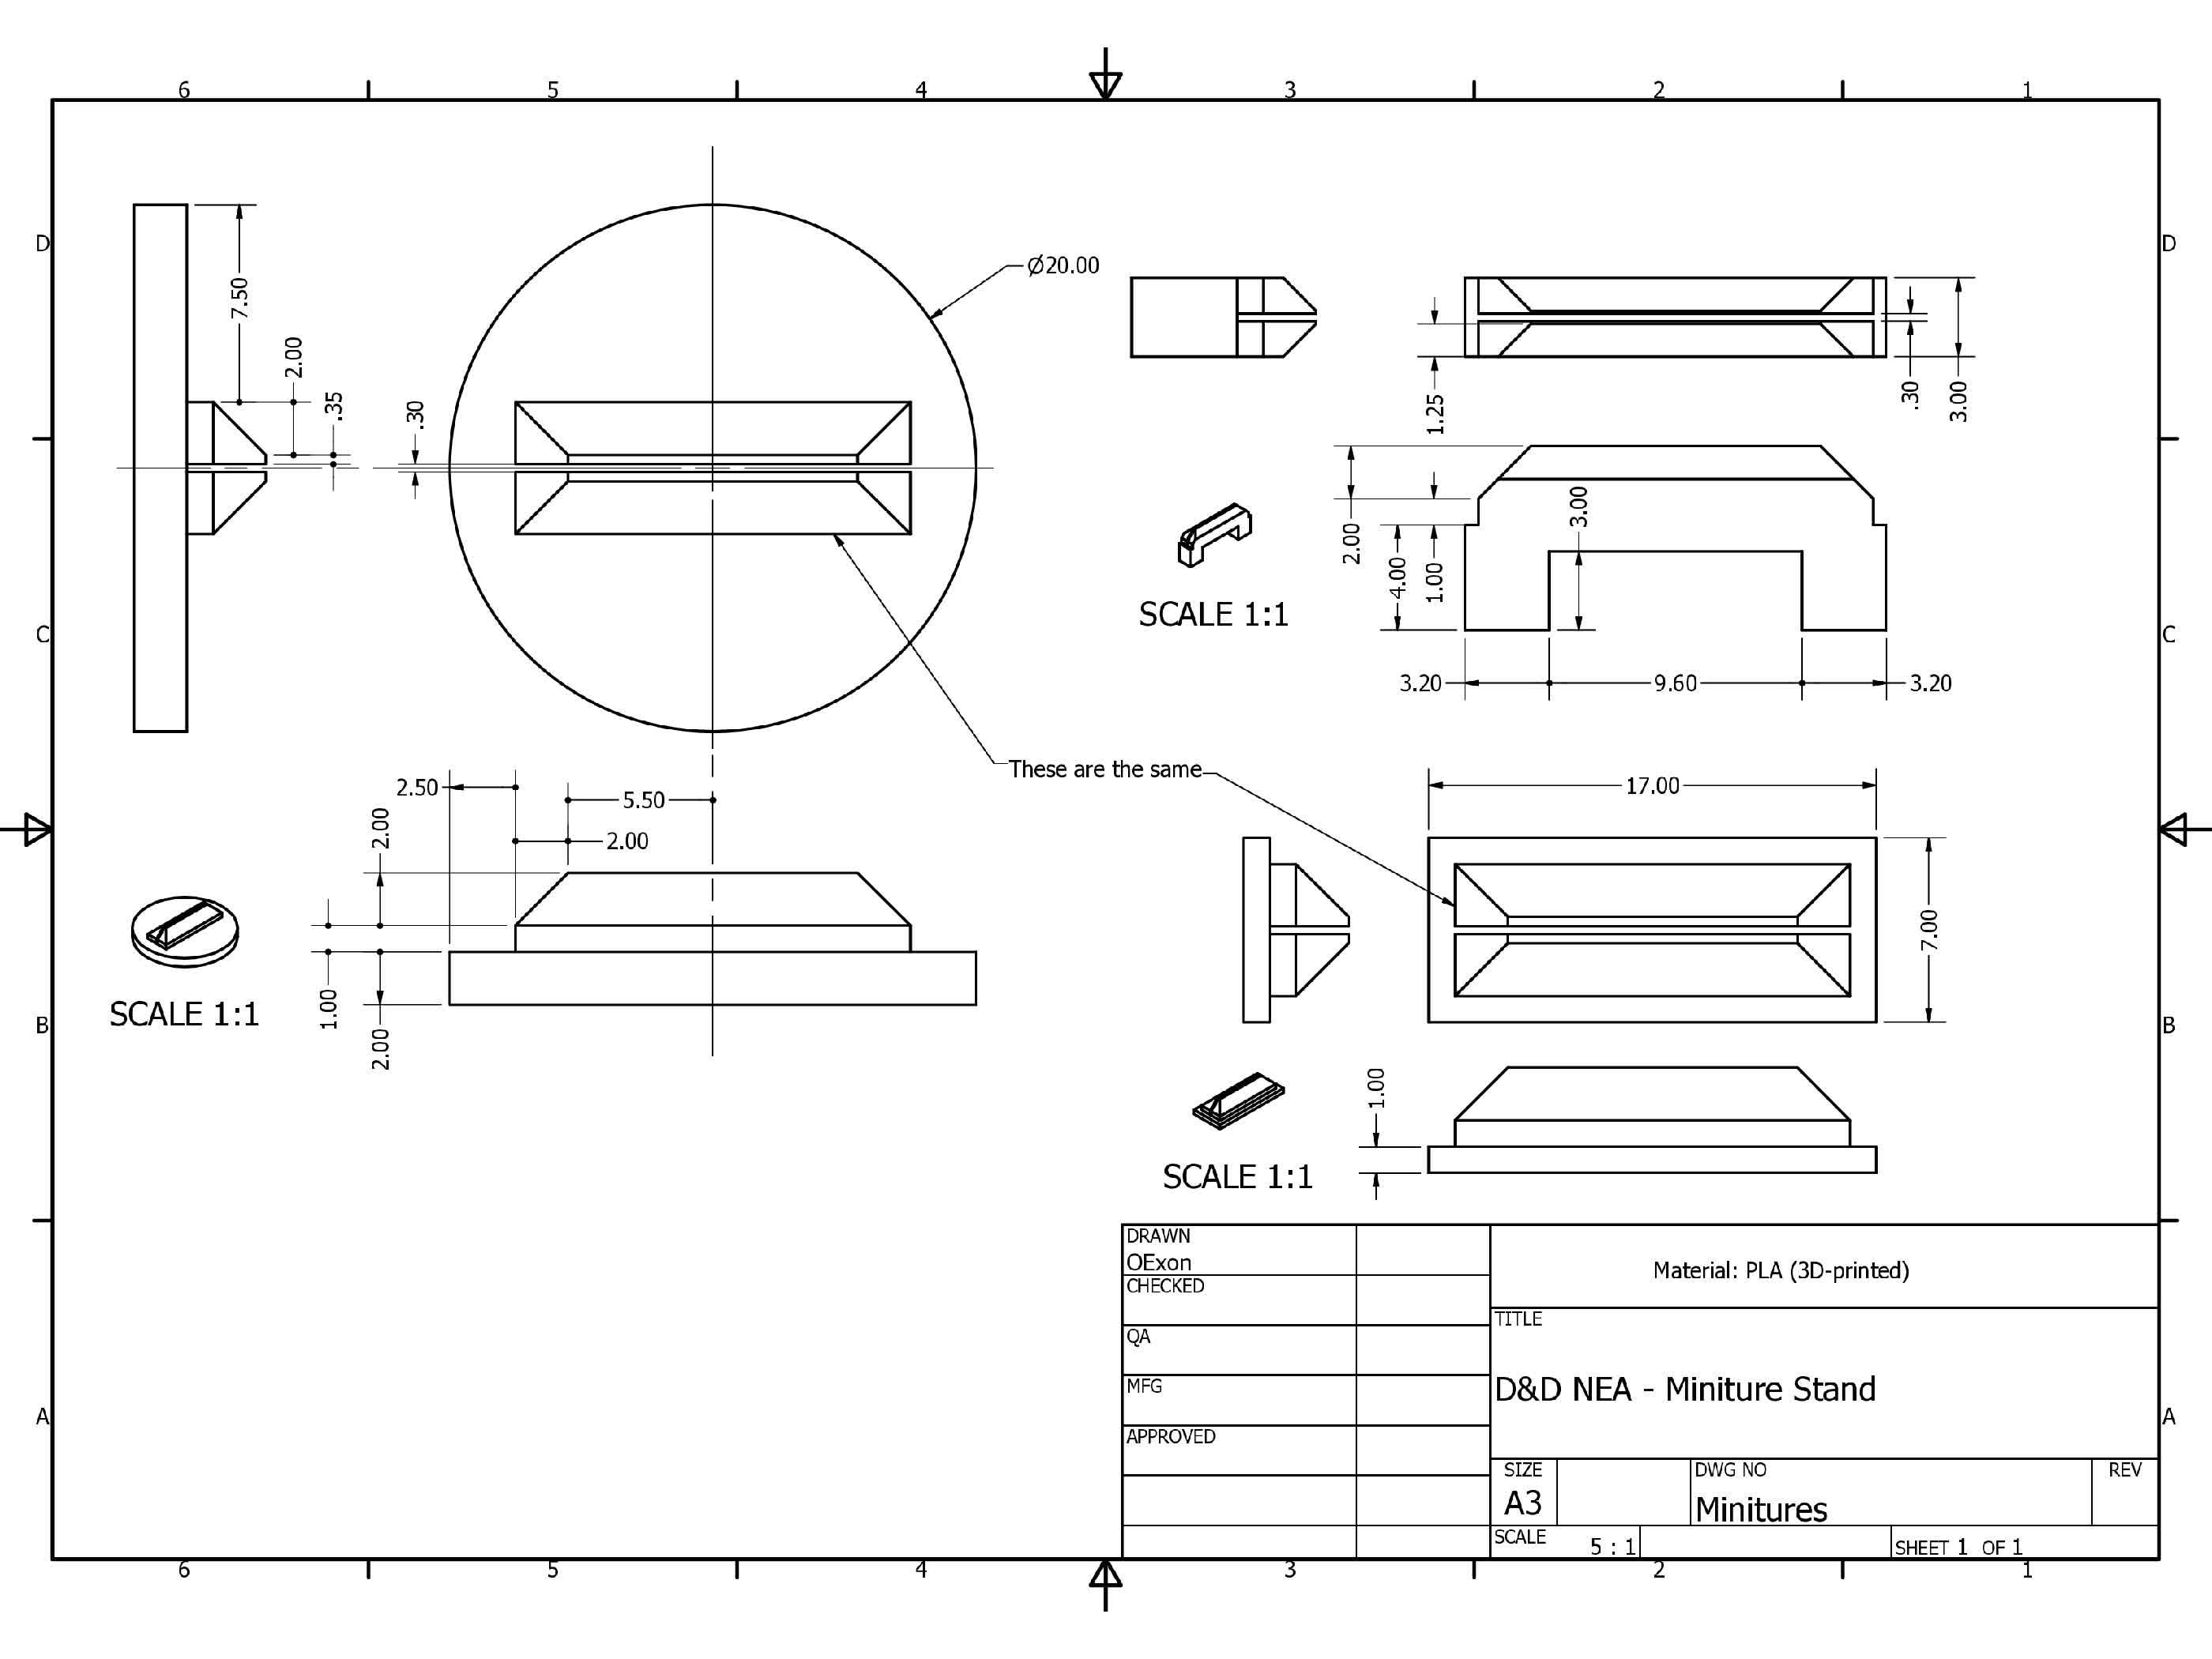 6 5 4 3 2 1
D D
Ø20.00
7.50
2.00
.35
.30
1.25
.30
3.00
2.00
4.00
1.00
3.00
SCALE 1:1
C C
3.20 9.60 3.20
These are the same
2.50
5.50
2.00
2.00
17.00
7.00
SCALE 1:1
1.00
2.00
B B
1.00
SCALE 1:1
DRAWN
OExon
CHECKED
QA
MFG
APPROVED
Material: PLA (3D-printed)
TITLE
D&D NEA - Miniture Stand
A A
SIZE
A3
DWG NO
Minitures
REV
SCALE 5 : 1
SHEET 1 OF 1
6 5 4 3 2 1